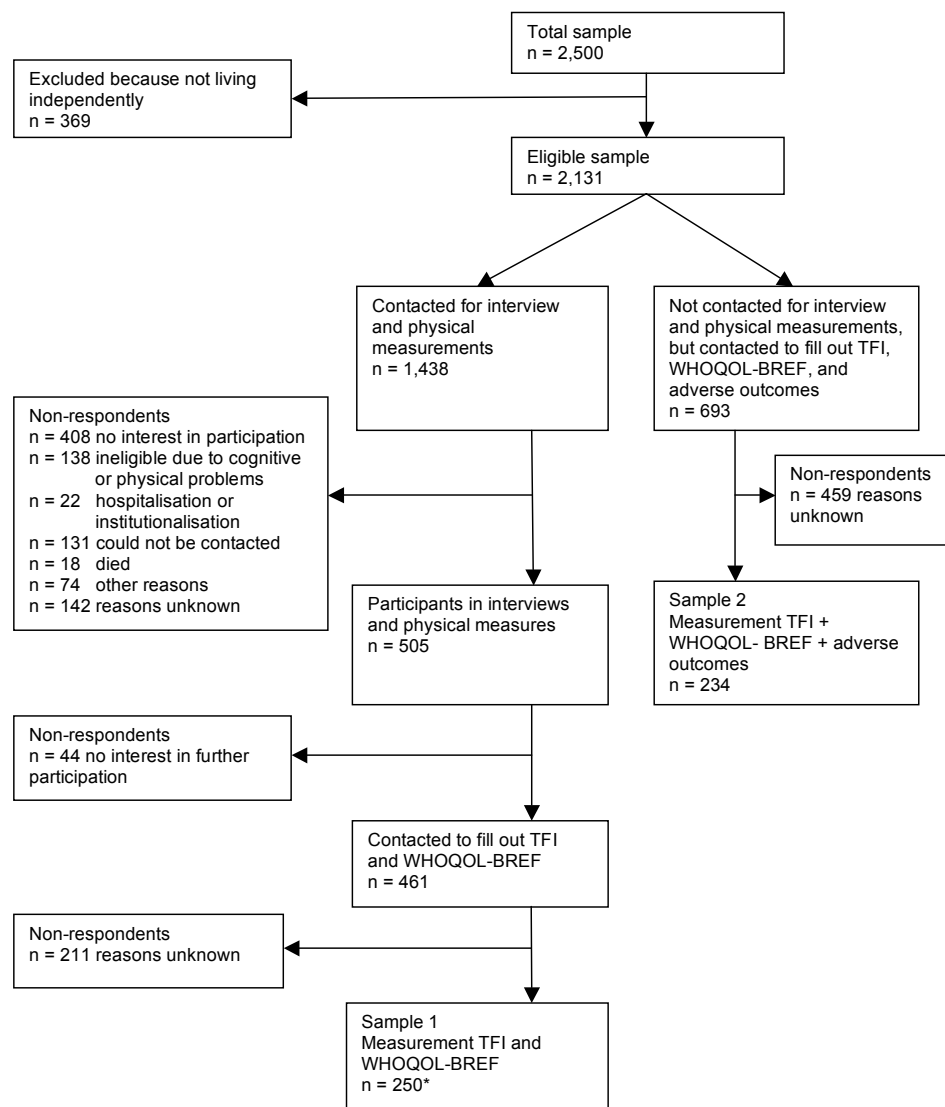 Total sample
n = 2,500
Excluded because not living
independently
n = 369
Eligible sample
n = 2,131
Contacted for interview
and physical
measurements
n = 1,438
Not contacted for interview
and physical measurements,
but contacted to fill out TFI,
WHOQOL-BREF, and
adverse outcomes
n = 693
Non-respondents
n = 408 no interest in participation
n = 138 ineligible due to cognitive
or physical problems
n = 22 hospitalisation or
institutionalisation
n = 131 could not be contacted
n = 18 died
n = 74 other reasons
n = 142 reasons unknown
Non-respondents
n = 459 reasons
unknown
Participants in interviews
and physical measures
n = 505
Sample 2
Measurement TFI +
WHOQOL- BREF + adverse
outcomes
n = 234
Non-respondents
n = 44 no interest in further
participation
Contacted to fill out TFI
and WHOQOL-BREF
n = 461
Non-respondents
n = 211 reasons unknown
Sample 1
Measurement TFI and
WHOQOL-BREF
n = 250*